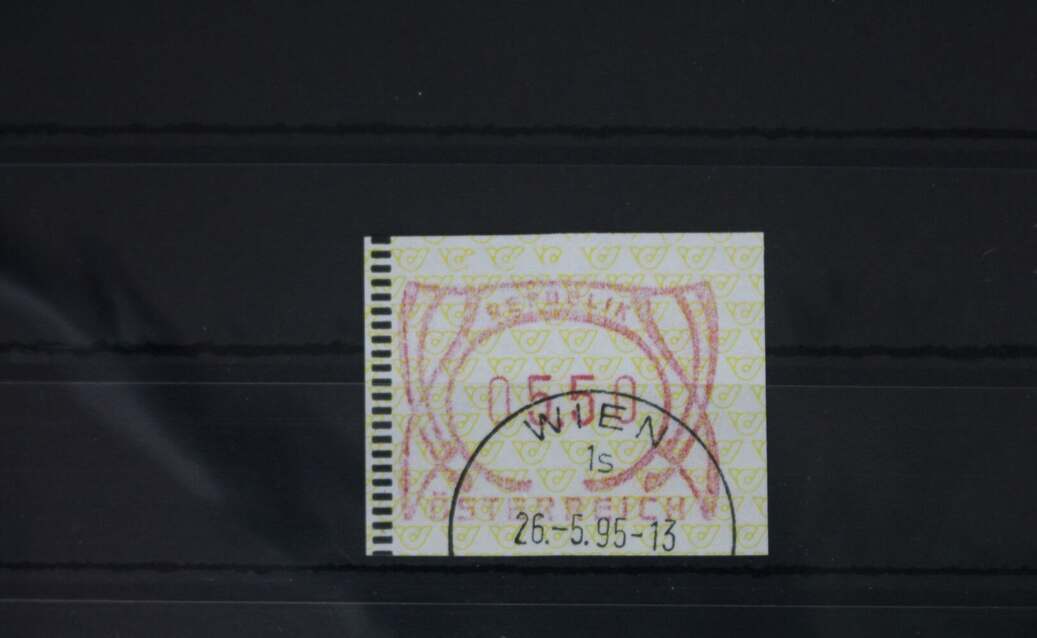 REPUBLIK
0550
WIEN
1s
ÖSTERREICH
26.-5.95-13